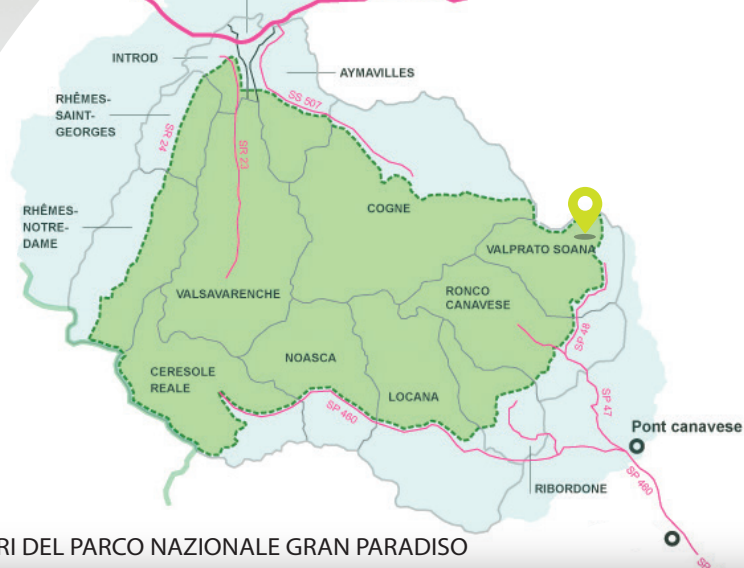 INTROD
AYMAVILLES
RHÊMES-
SAINT-
GEORGES
SS 507
SR 24
SR 23
COGNE
RHÊMES-
NOTRE-
DAME
VALPRATO SOANA
VALSAVARENCHE
RONCO
CANAVESE
SP 48
NOASCA
CERESOLE
REALE
LOCANA
SP 460
SP 47
Pont canavese
SP 460
RIBORDONE
SP
RI DEL PARCO NAZIONALE GRAN PARADISO